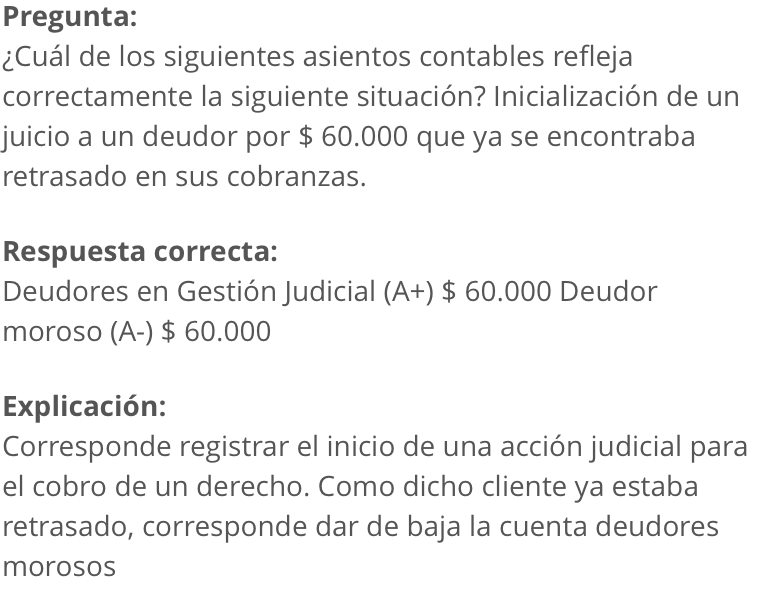 Pregunta:
¿Cuál de los siguientes asientos contables refleja
correctamente la siguiente situación? Inicialización de un
juicio a un deudor por $ 60.000 que ya se encontraba
retrasado en sus cobranzas.
Respuesta correcta:
Deudores en Gestión Judicial (A+) $ 60.000 Deudor
moroso (A-) $ 60.000
Explicación:
Corresponde registrar el inicio de una acción judicial para
el cobro de un derecho. Como dicho cliente ya estaba
retrasado, corresponde dar de baja la cuenta deudores
morosos